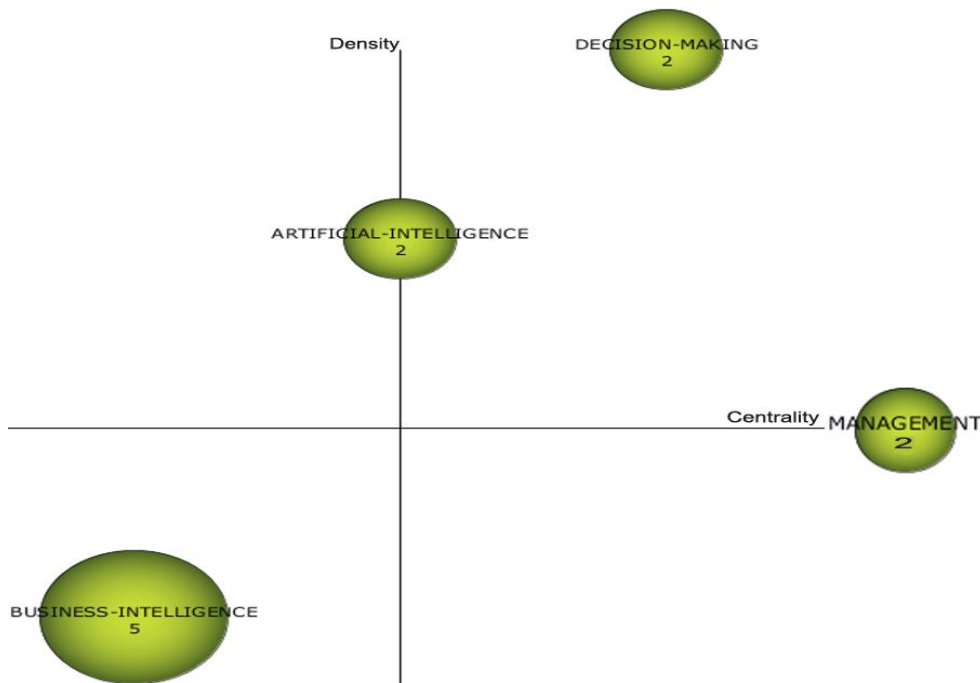 Density
DECISION-MAKING
2
ARTIFICIAL-INTELLIGENCE
2
Centrality
MANAGEMENT
2
BUSINESS-INTELLIGENCE
5